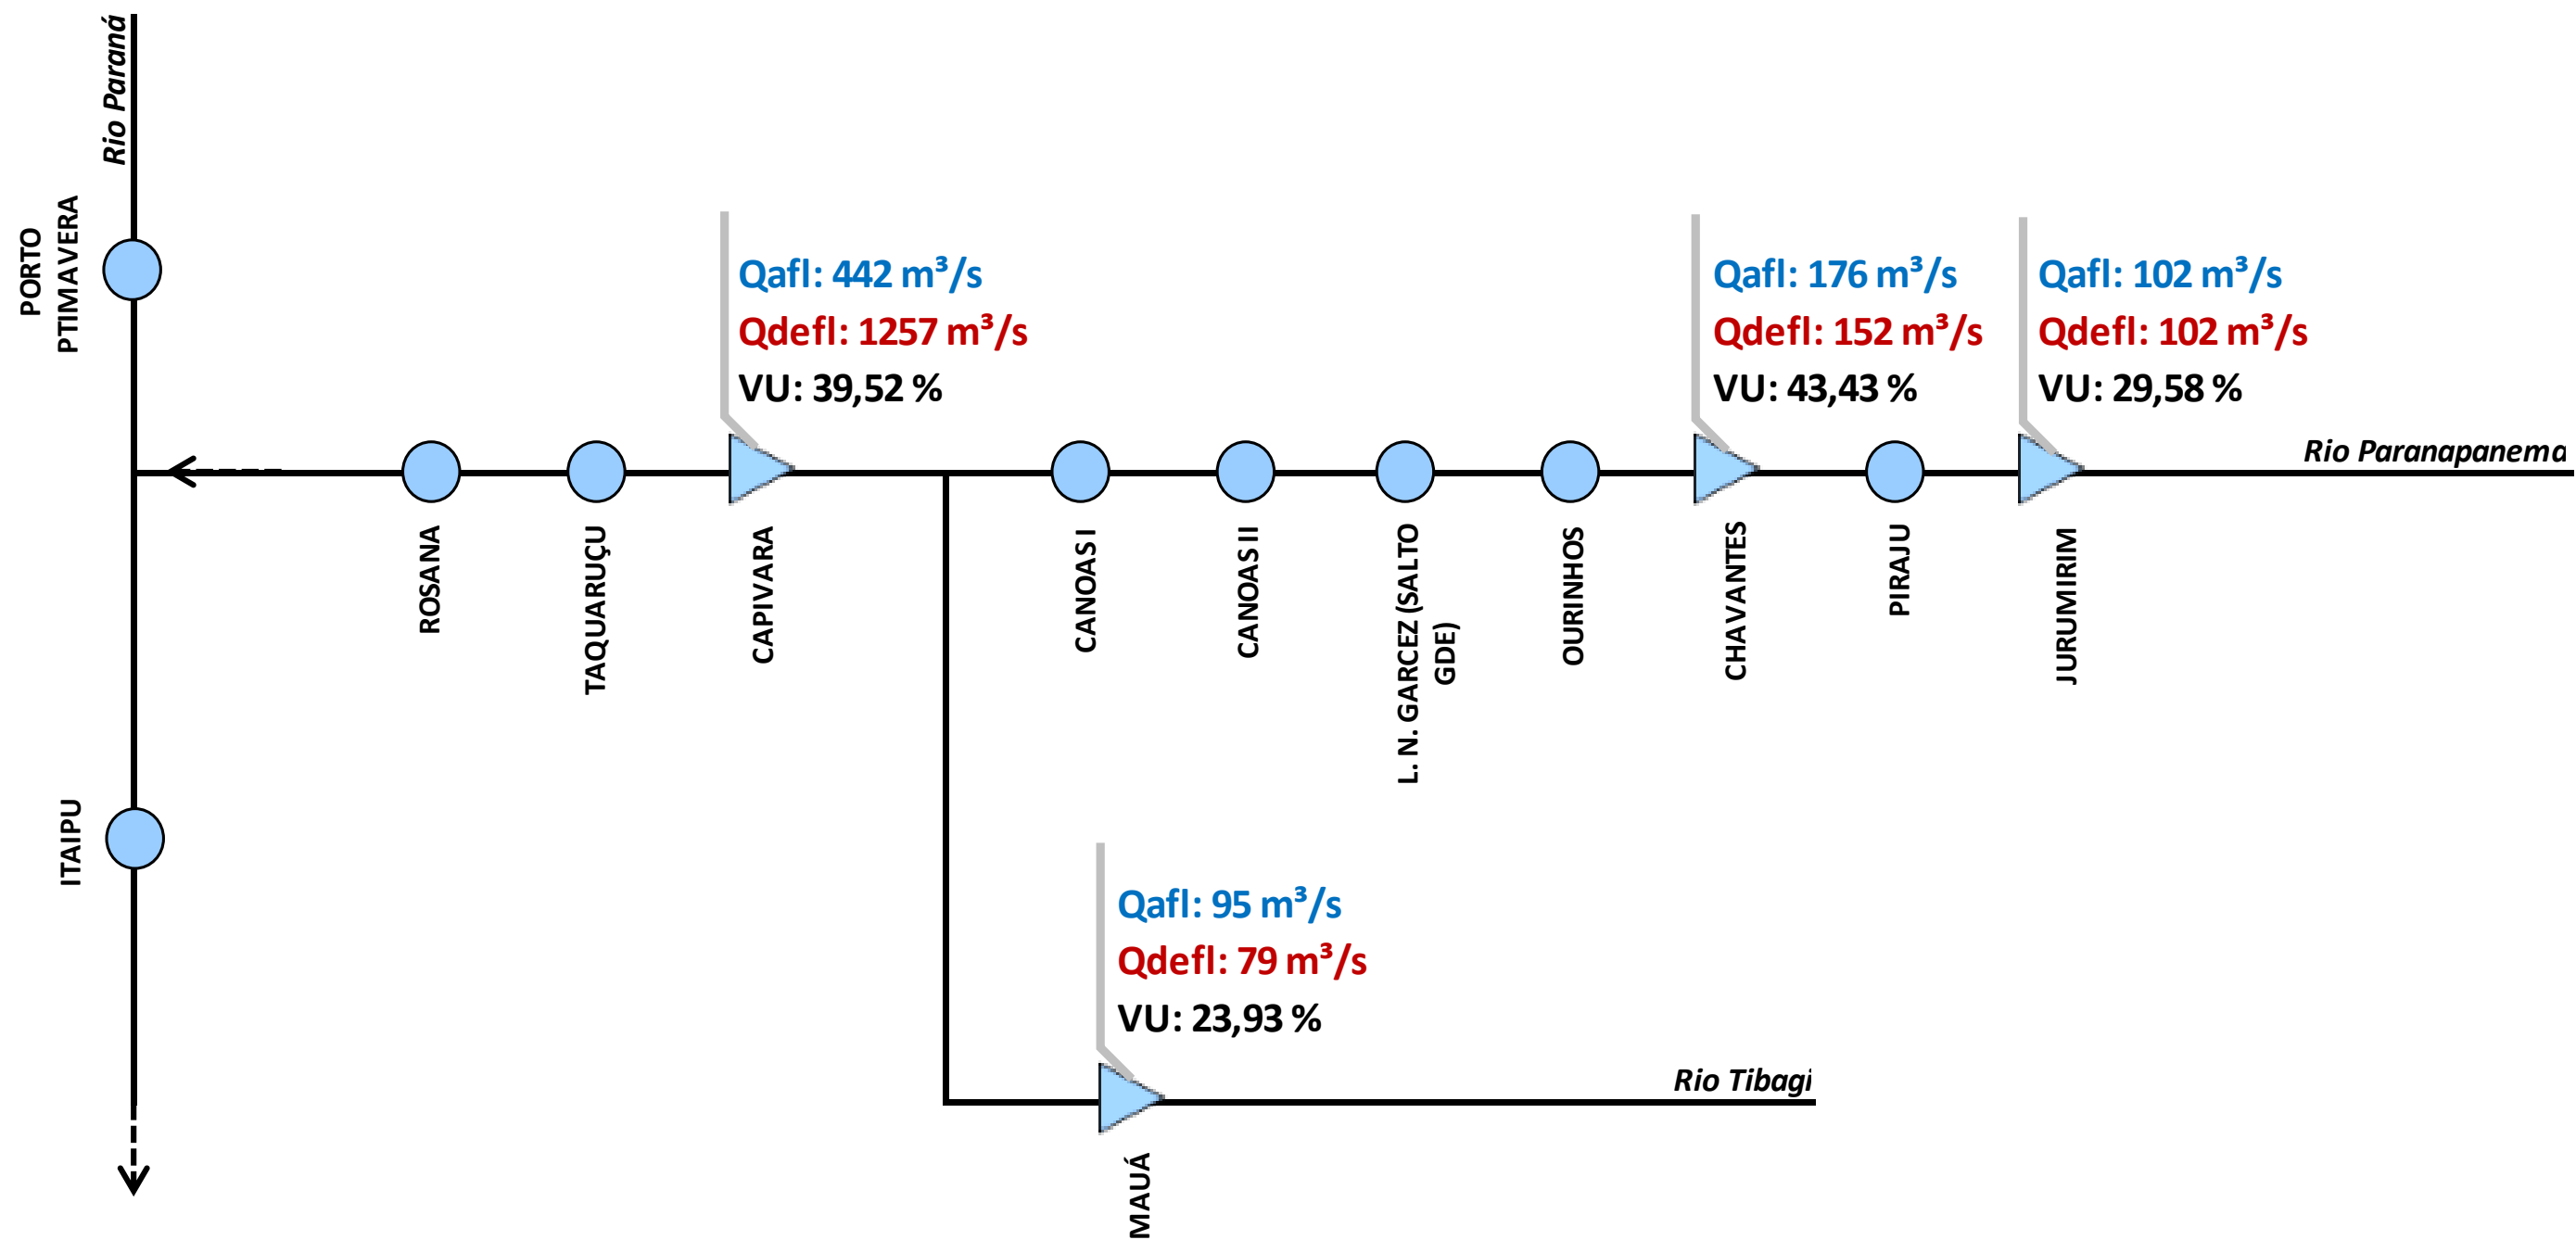 Rio Paraná
PORTO
PTIMAVERA
Qafl: 442 m³/s
Qdefl: 1257 m³/s
VU: 39,52 %
Qafl: 176 m³/s
Qdefl: 152 m³/s
VU: 43,43 %
Qafl: 102 m³/s
Qdefl: 102 m³/s
VU: 29,58 %
Rio Paranapanema
ROSANA
TAQUARUÇU
CAPIVARA
CANOAS I
CANOAS II
L. N. GARCEZ (SALTO
GDE)
OURINHOS
CHAVANTES
PIRAJU
JURUMIRIM
ITAIPU
Qafl: 95 m³/s
Qdefl: 79 m³/s
VU: 23,93 %
Rio Tibagi
MAUÁ